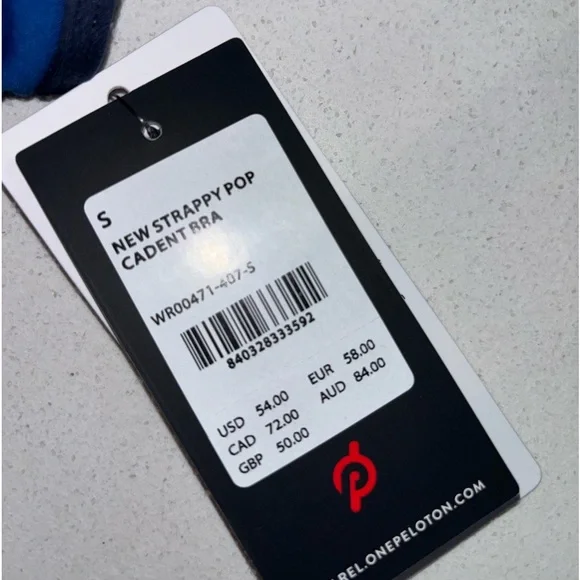 S
NEW STRAPPY POP
CADENT BRA
WR00471-407-S
840328333592
USD 54.00 EUR 58.00
CAD 72.00 AUD 84.00
GBP 50.00
REL.ONEPELOTON.COM